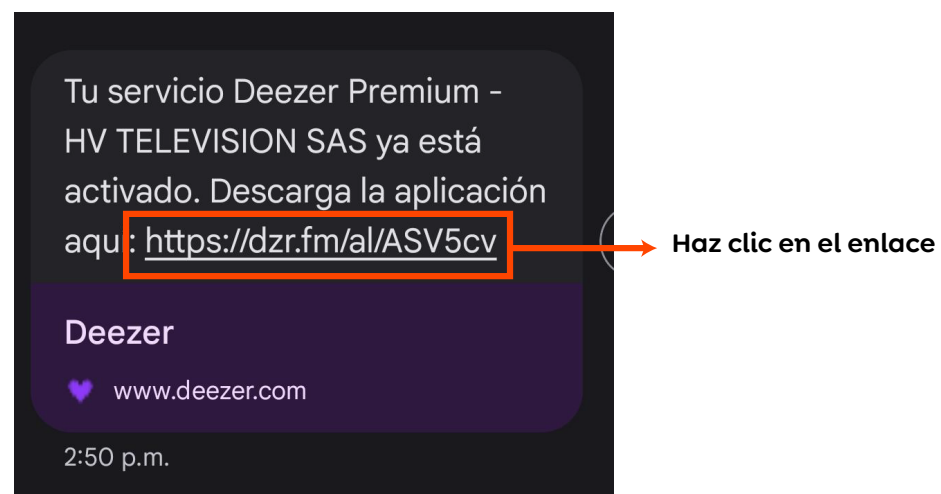 Tu servicio Deezer Premium -
HV TELEVISION SAS ya está
activado. Descarga la aplicación
aquí: https://dzr.fm/al/ASV5cv
Haz clic en el enlace
Deezer
www.deezer.com
2:50 p.m.